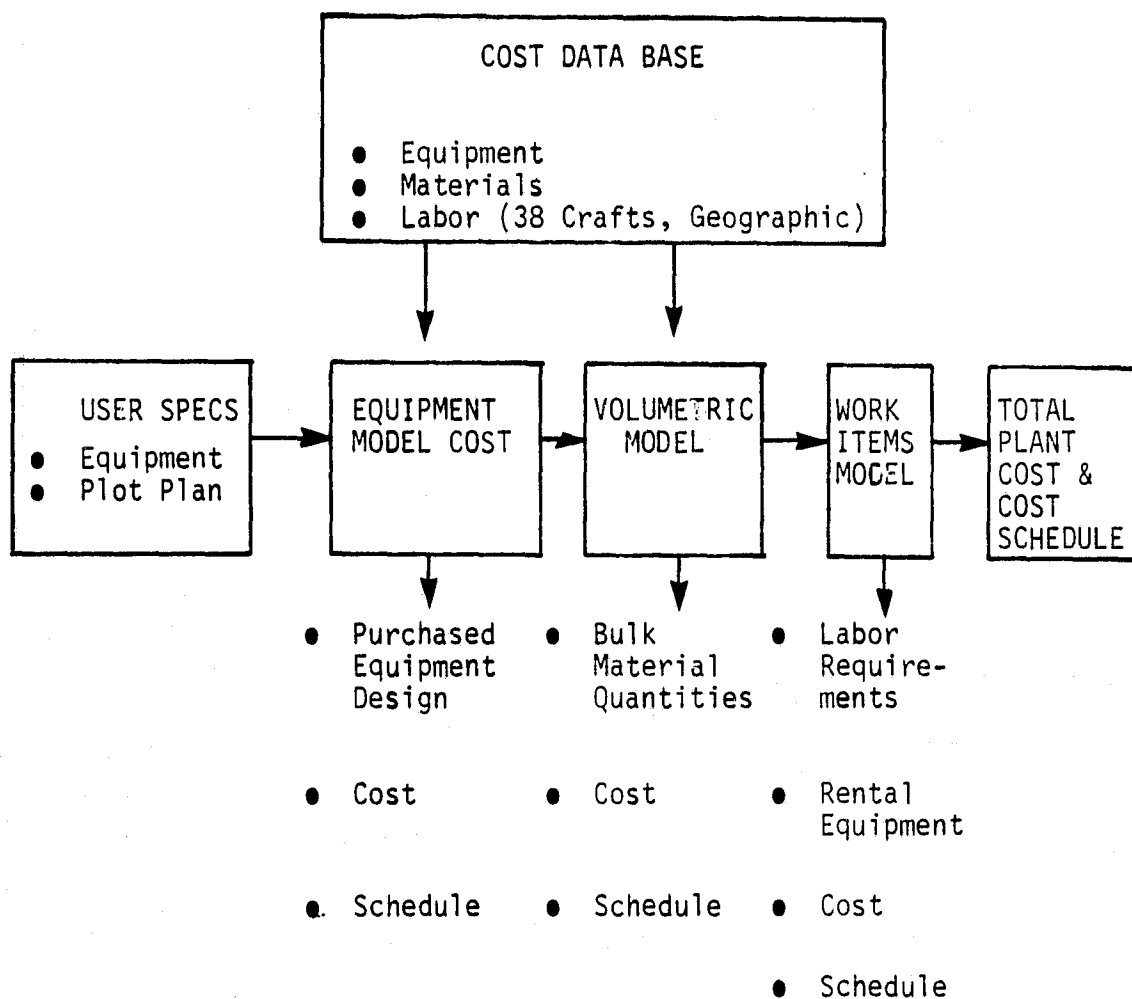 COST DATA BASE
● Equipment
● Materials
● Labor (38 Crafts, Geographic)
USER SPECS
● Equipment
● Plot Plan
EQUIPMENT
MODEL COST
VOLUMETRIC
MODEL
WORK
ITEMS
MODEL
TOTAL
PLANT
COST &
COST
SCHEDULE
● Purchased
Equipment
Design
● Cost
● Schedule
● Bulk
Material
Quantities
● Cost
● Schedule
● Labor
Require-
ments
● Rental
Equipment
● Cost
● Schedule